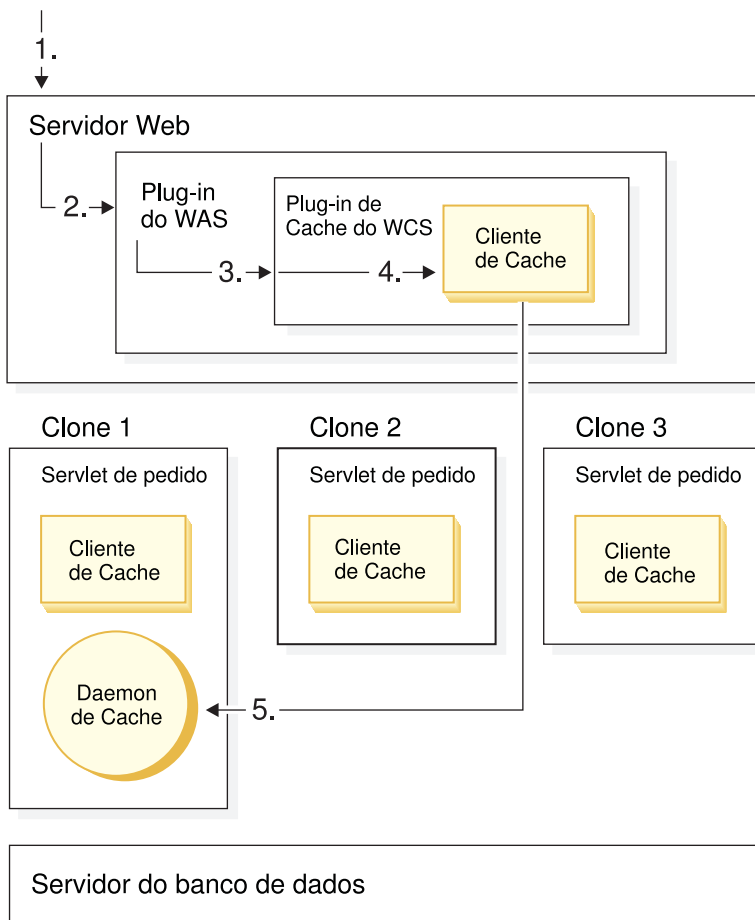 1.
Servidor Web
2.
Plug-in
do WAS
3.
Plug-in de
Cache do WCS
4.
Cliente
de Cache
Clone 1
Servlet de pedido
Cliente
de Cache
Daemon
de Cache
Clone 2
Servlet de pedido
Cliente
de Cache
Clone 3
Servlet de pedido
Cliente
de Cache
5.
Servidor do banco de dados